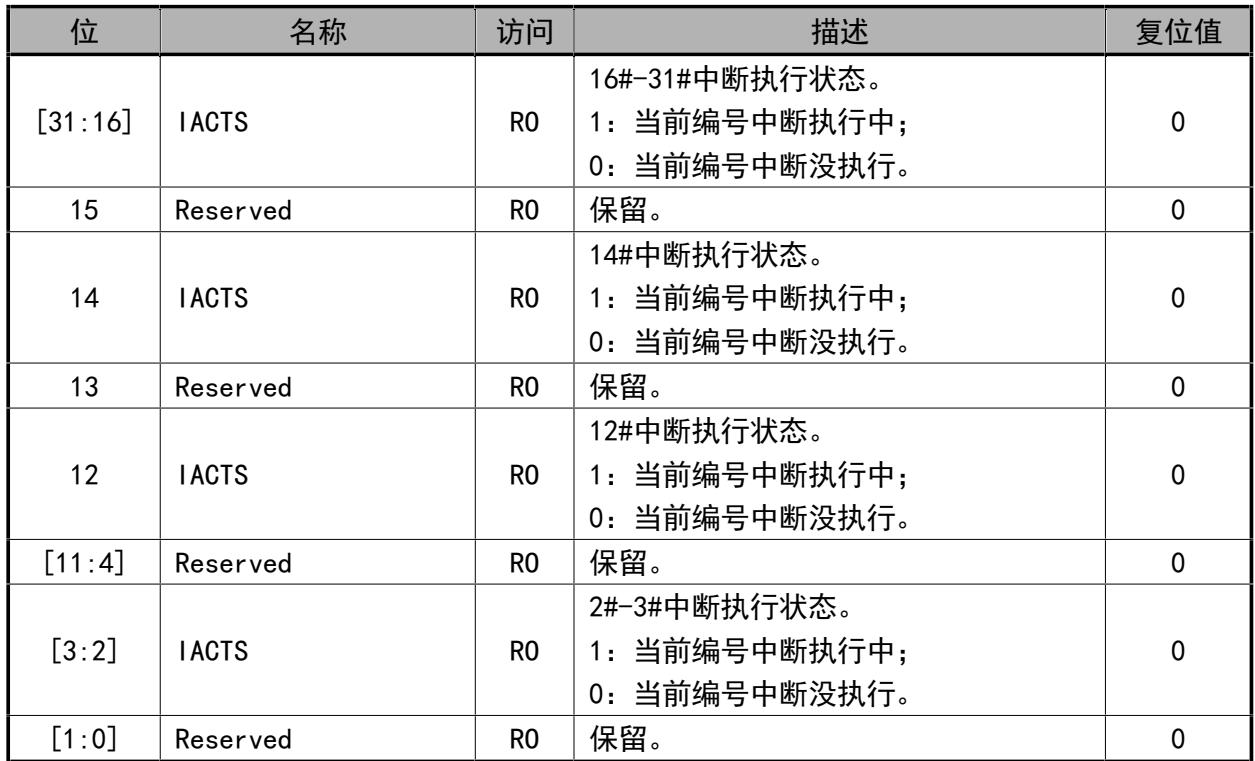 位 名称 访问 描述 复位值
16#-31#中断执行状态。
[31:16] IACTS RO 1：当前编号中断执行中； 0
0：当前编号中断没执行。
15 Reserved RO 保留。 0
14#中断执行状态。
14 IACTS RO 1：当前编号中断执行中； 0
0：当前编号中断没执行。
13 Reserved RO 保留。 0
12#中断执行状态。
12 IACTS RO 1：当前编号中断执行中； 0
0：当前编号中断没执行。
[11:4] Reserved RO 保留。 0
2#-3#中断执行状态。
[3:2] IACTS RO 1：当前编号中断执行中； 0
0：当前编号中断没执行。
[1:0] Reserved RO 保留。 0